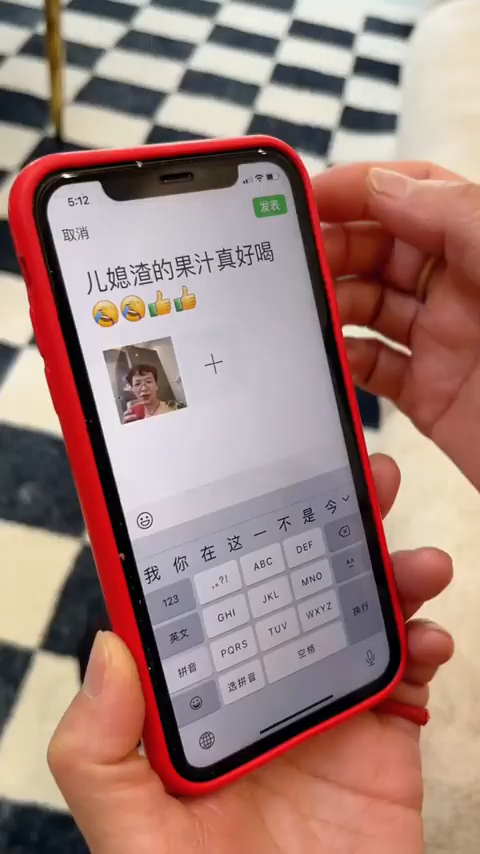 5:12
取消
发表
儿媳渣的果汁真好喝
我 你 在 这 一 不 是 今
123
,。?!
ABC
DEF
英文
GHI
JKL
MNO
^^
拼音
PQRS
TUV
WXYZ
换行
选拼音
空格